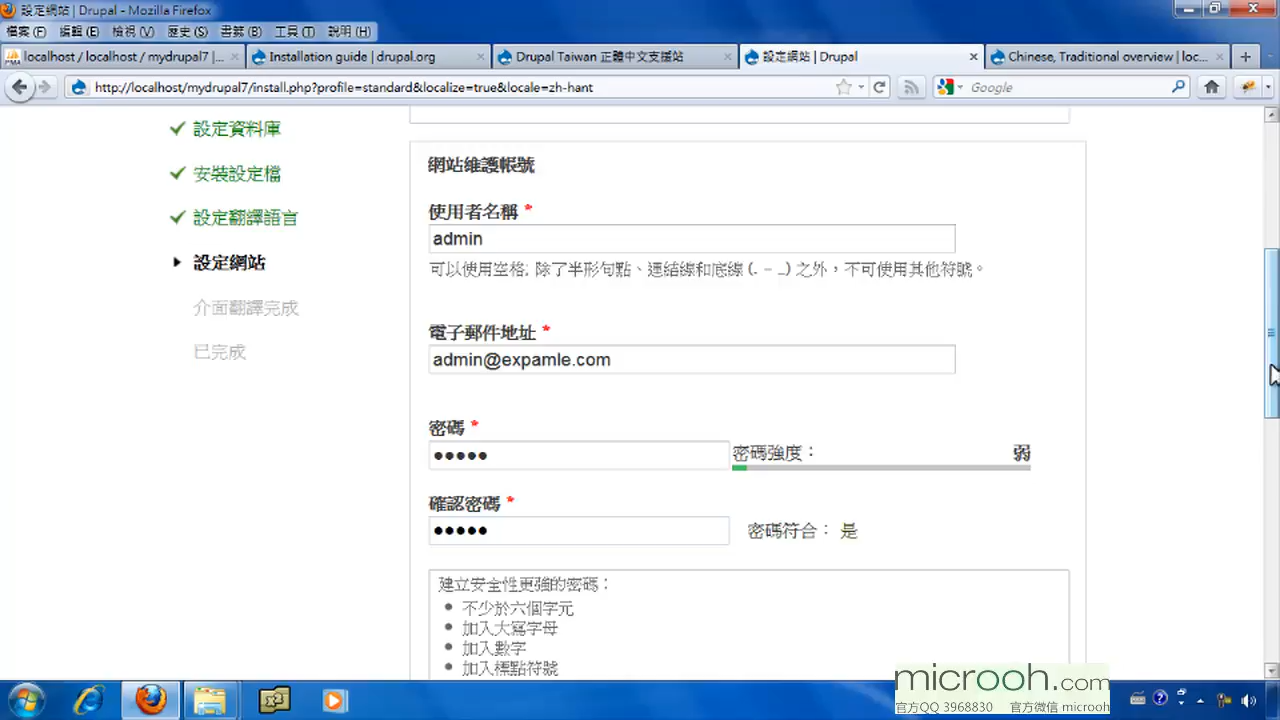 設定網站 | Drupal - Mozilla Firefox
檔案(F) 編輯(E) 檢視(V) 歷史(S) 書籤(B) 工具(T) 說明(H)
localhost / localhost / mydrupal7 |... Installation guide | drupal.org Drupal Taiwan 正體中文支援站 設定網站 | Drupal Chinese, Traditional overview | loc...
http://localhost/mydrupal7/install.php?profile=standard&localize=true&locale=zh-hant Google
設定資料庫
安裝設定檔
設定翻譯語言
設定網站
介面翻譯完成
已完成
網站維護帳號
使用者名稱 *
admin
可以使用空格; 除了半形句點、連結線和底線 (. - _) 之外，不可使用其他符號。
電子郵件地址 *
admin@expamle.com
密碼 *
密碼強度： 弱
確認密碼 *
密碼符合： 是
建立安全性更強的密碼：
不少於六個字元
加入大寫字母
加入數字
加入標點符號
microoh.com
官方QQ 3968830 官方微信 microoh